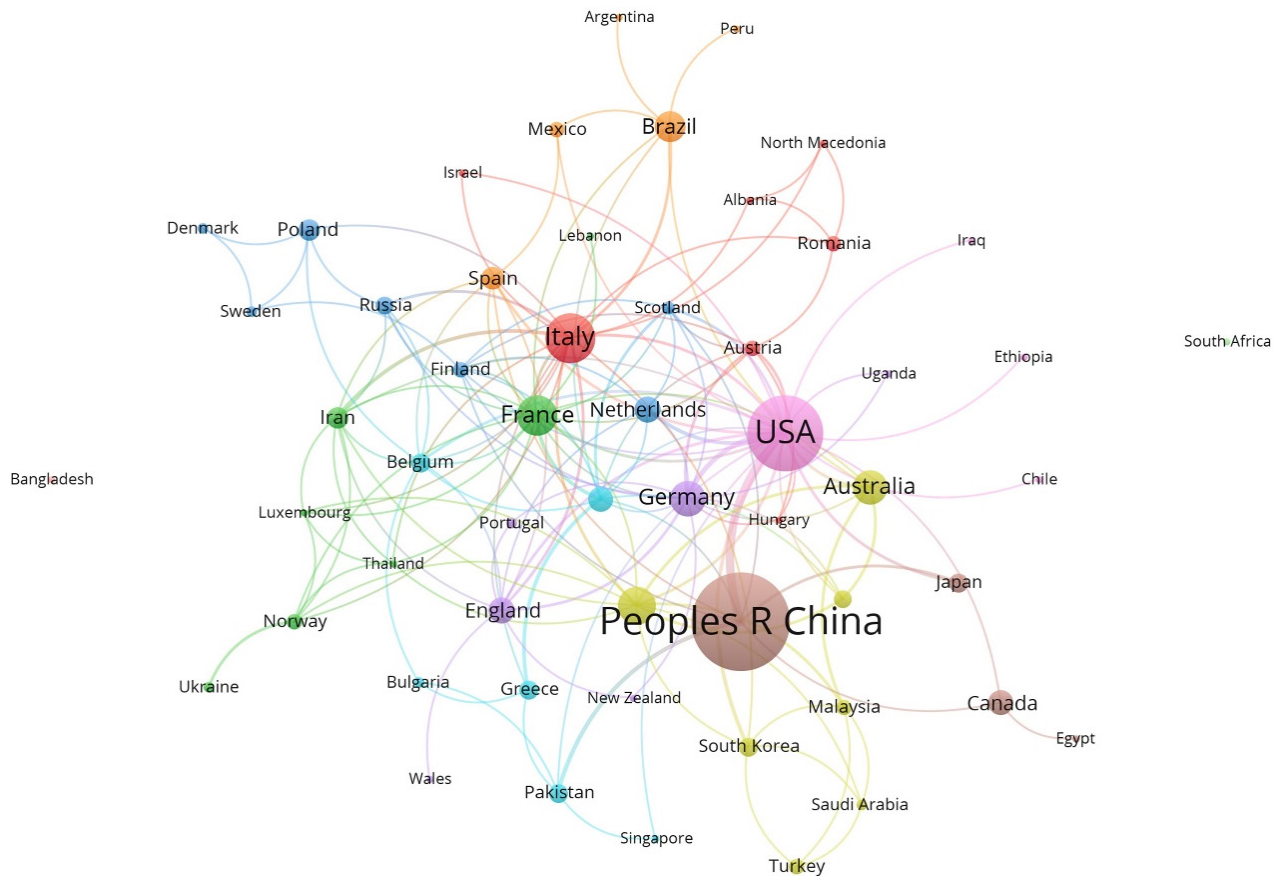 Argentina
Peru
Brazil
Mexico
North Macedonia
Israel
Albania
Denmark
Poland
Lebanon
Romania
Iraq
Spain
Russia
Scotland
Sweden
Italy
South Africa
Austria
Ethiopia
Finland
Uganda
Netherlands
France
Iran
USA
Belgium
Bangladesh
Chile
Australia
Germany
Luxembourg
Hungary
Portugal
Thailand
Japan
England
Norway
Peoples R China
Bulgaria
Ukraine
Greece
New Zealand
Canada
Malaysia
Egypt
South Korea
Wales
Pakistan
Saudi Arabia
Singapore
Turkey